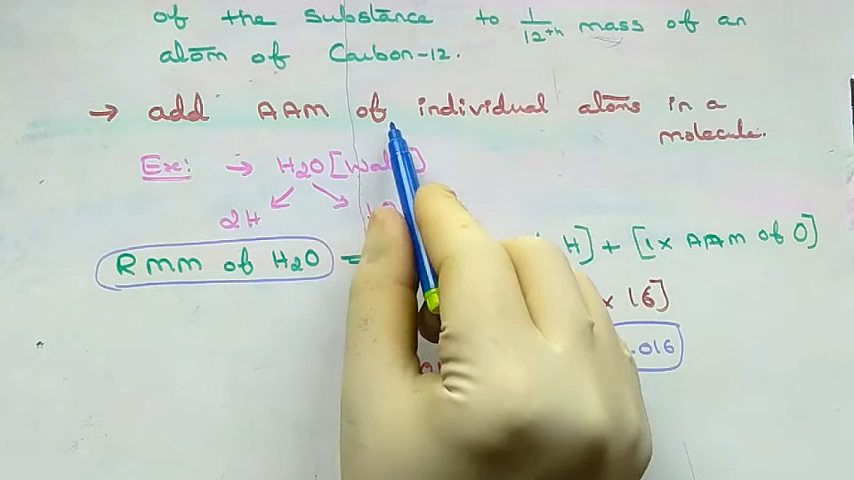 of the substance to 1/12th mass of an
atom of Carbon-12.
→ add AAM of individual atoms in a
molecule.
Ex: → H₂O
2H
RMM of H₂O = H] + [1x AAM of O]
x 16]
.016